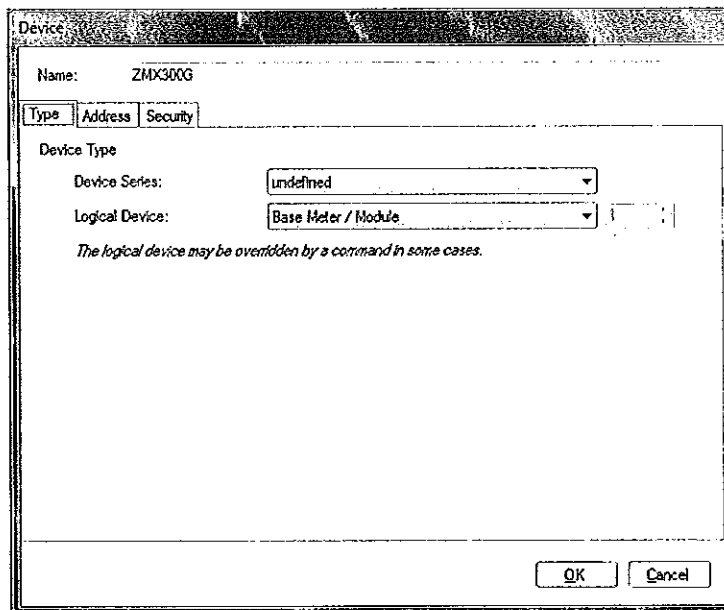 Device
Name: ZMX300G
Type Address Security
Device Type
Device Series: undefined
Logical Device: Base Meter / Module 1
The logical device may be overridden by a command in some cases.
OK Cancel